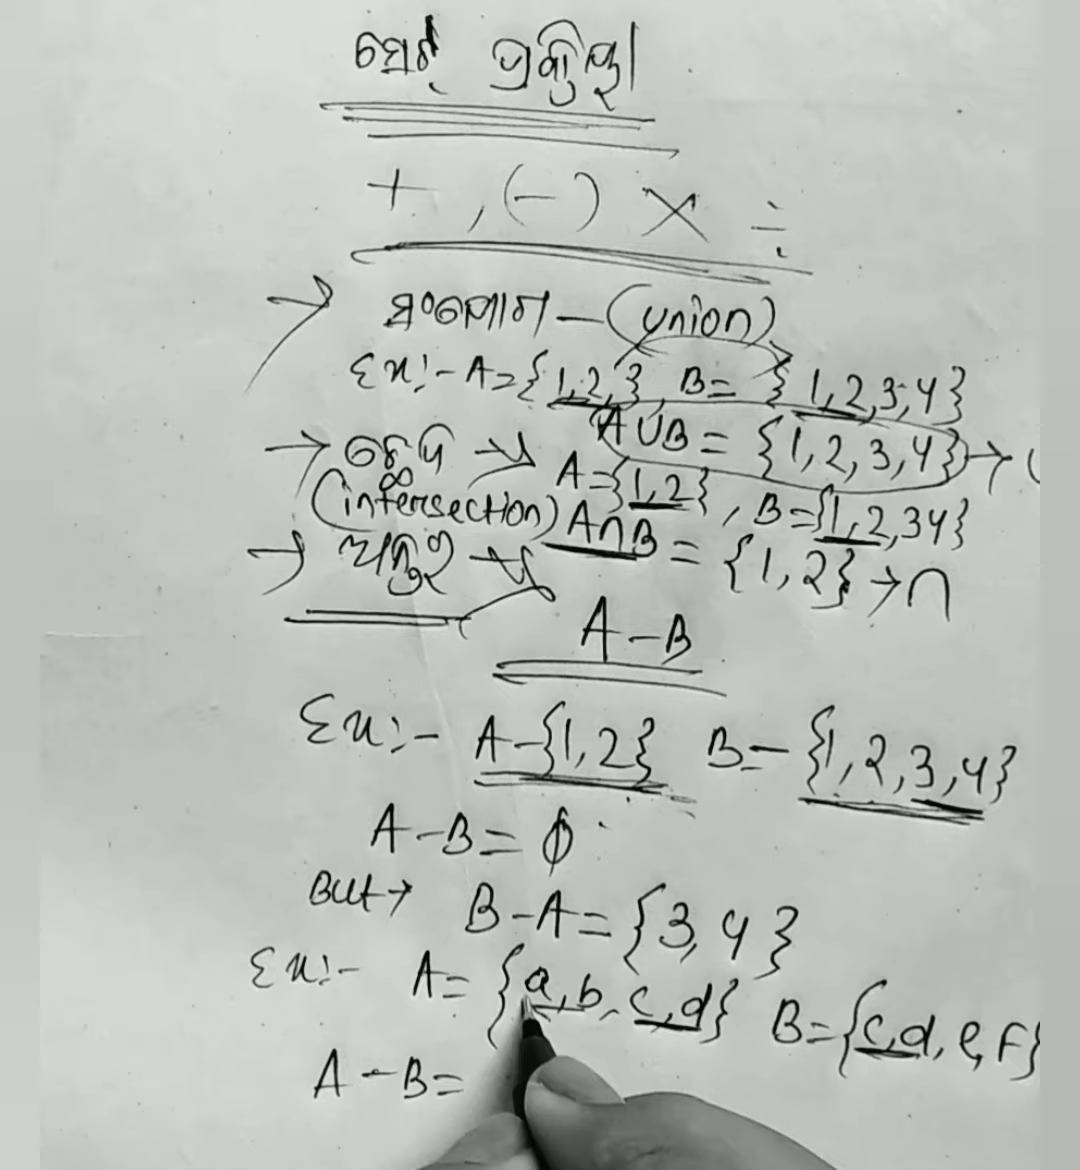 ସେଟ୍ ପ୍ରକ୍ରିୟା
+ , (-) × ÷
→ ସଂଯୋଗ - (union)
Ex:- A = {1,2,} B = {1,2,3,4}
A∪B = {1,2,3,4} →
→ ଛେଦ → A = {1,2}, B = {1,2,3 4}
(intersection) A∩B = {1,2} → ∩
→ ଅନ୍ତର →
A-B
Ex:- A-{1,2} B = {1,2,3,4}
A-B = ϕ
But → B-A = {3,4}
Ex:- A = {a,b,c,d} B = {c,d,e,F}
A-B =